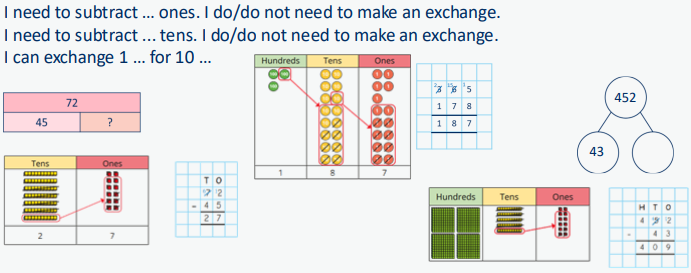 I need to subtract ... ones. I do/do not need to make an exchange.
I need to subtract ... tens. I do/do not need to make an exchange.
I can exchange 1 ... for 10 ...
Hundreds Tens Ones
1 8 7
5
1 7 8
1 8 7
72
45 ?
Tens Ones
2 7
T O
7 2
- 4 5
2 7
452
43
Hundreds Tens Ones
H T O
4 5 2
- 4 3
4 0 9